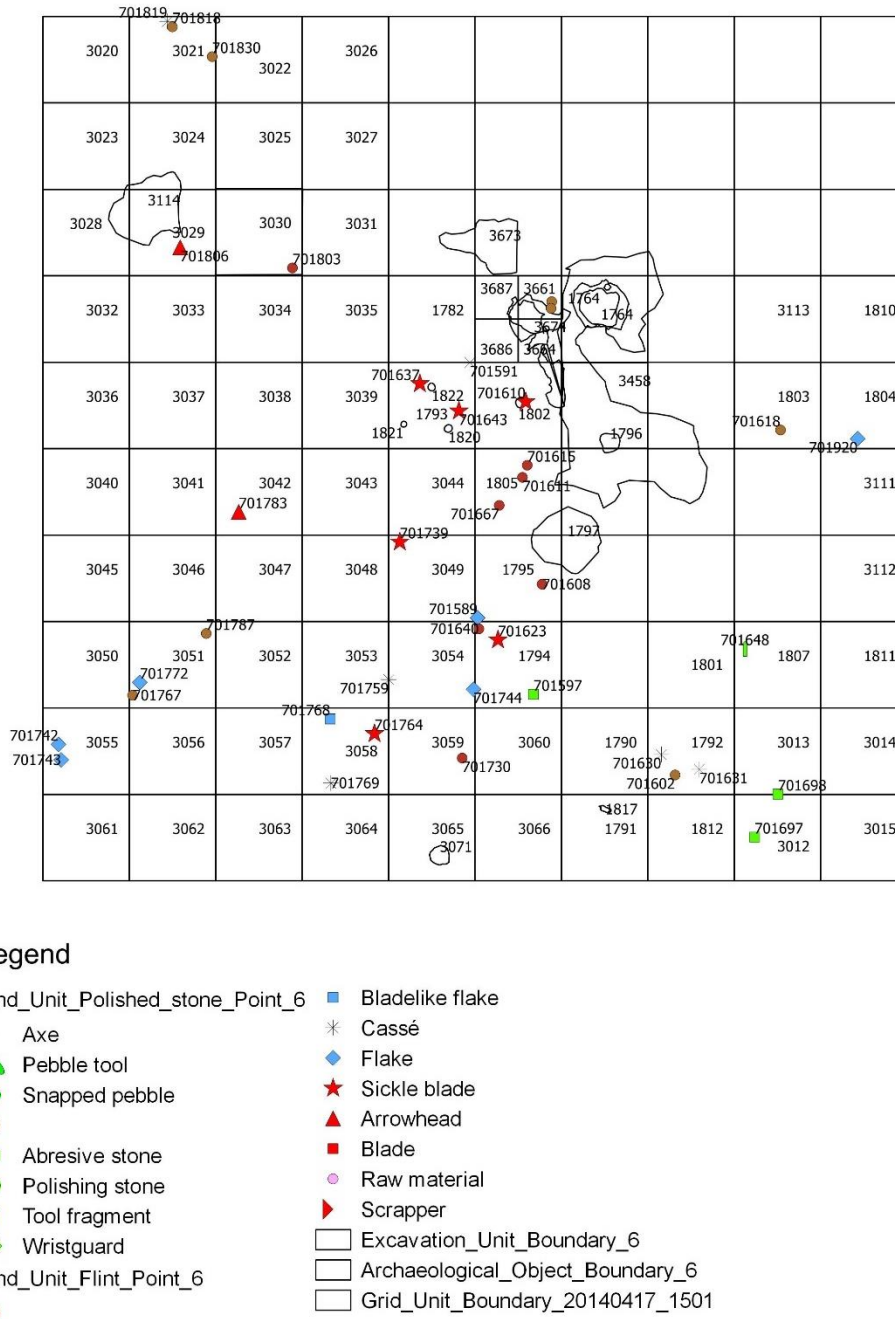 701819 701818
3020 3021 701830 3026
3022
3023 3024 3025 3027
3114
3028 3029 3030 3031 3673
701806 701803
3687 3661 1764
3032 3033 3034 3035 1782 1764 3113 1810
3674
3686 3664
701637 701591
3036 3037 3038 3039 1822 701610 3458 1803 1804
1793 701643 1802 701618
1821 1820 1796 701920
701615
3040 3041 3042 3043 3044 1805 701611 3111
701783 701667
701739 1797
3045 3046 3047 3048 3049 1795 3112
701608
701589
701787 701640 701623 701648
3050 3051 3052 3053 3054 1794 1801 1807 1811
701772 701759 701597
701767 701744
701768 701764
701742 3055 3056 3057 3058 3059 3060 1790 1792 3013 3014
701743 701730 701630
701769 701602 701631 701698
1817
3061 3062 3063 3064 3065 3066 1791 1812 701697 3015
3071 3012
egend
nd_Unit_Polished_stone_Point_6
Axe
Pebble tool
Snapped pebble
Abresive stone
Polishing stone
Tool fragment
Wristguard
nd_Unit_Flint_Point_6
Bladelike flake
Cassé
Flake
Sickle blade
Arrowhead
Blade
Raw material
Scrapper
Excavation_Unit_Boundary_6
Archaeological_Object_Boundary_6
Grid_Unit_Boundary_20140417_1501